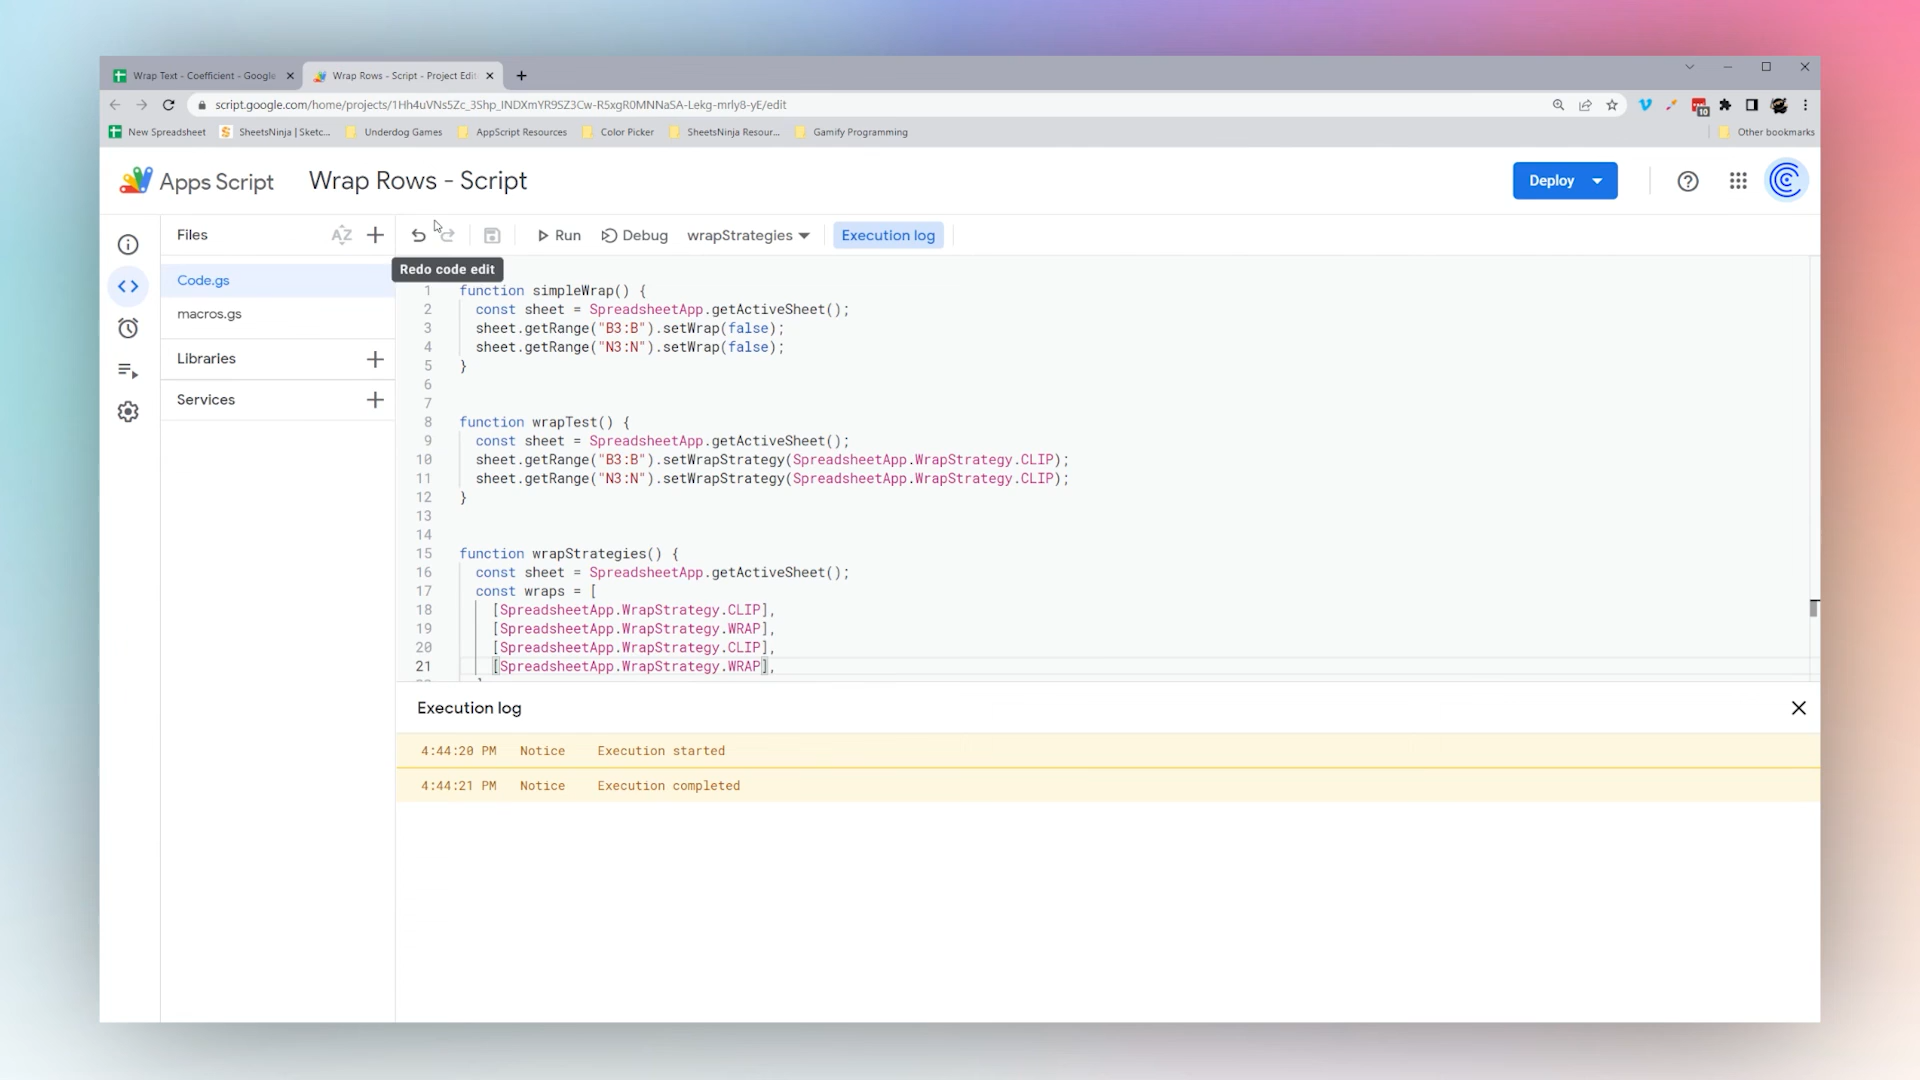 Wrap Text - Coefficient - Google
Wrap Rows - Script - Project Edit
script.google.com/home/projects/1Hh4uVNs5Zc_3Shp_INDXmYR9SZ3Cw-R5xgR0MNNaSA-Lekg-mrly8-yE/edit
10
New Spreadsheet
SheetsNinja | Sketc...
Underdog Games
AppScript Resources
Color Picker
SheetsNinja Resour...
Gamify Programming
Other bookmarks
Apps Script
Wrap Rows - Script
Deploy
Files
AZ
Run
Debug
wrapStrategies
Execution log
Redo code edit
Code.gs
macros.gs
Libraries
Services
1 function simpleWrap() {
2 const sheet = SpreadsheetApp.getActiveSheet();
3 sheet.getRange("B3:B").setWrap(false);
4 sheet.getRange("N3:N").setWrap(false);
5 }
6
7
8 function wrapTest() {
9 const sheet = SpreadsheetApp.getActiveSheet();
10 sheet.getRange("B3:B").setWrapStrategy(SpreadsheetApp.WrapStrategy.CLIP);
11 sheet.getRange("N3:N").setWrapStrategy(SpreadsheetApp.WrapStrategy.CLIP);
12 }
13
14
15 function wrapStrategies() {
16 const sheet = SpreadsheetApp.getActiveSheet();
17 const wraps = [
18 [SpreadsheetApp.WrapStrategy.CLIP],
19 [SpreadsheetApp.WrapStrategy.WRAP],
20 [SpreadsheetApp.WrapStrategy.CLIP],
21 [SpreadsheetApp.WrapStrategy.WRAP],
Execution log
4:44:20 PM Notice Execution started
4:44:21 PM Notice Execution completed